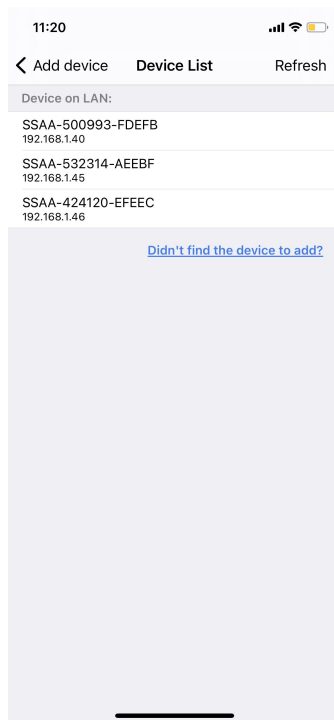 11:20
Add device Device List Refresh
Device on LAN:
SSAA-500993-FDEFB
192.168.1.40
SSAA-532314-AEEBF
192.168.1.45
SSAA-424120-EFEEC
192.168.1.46
Didn't find the device to add?